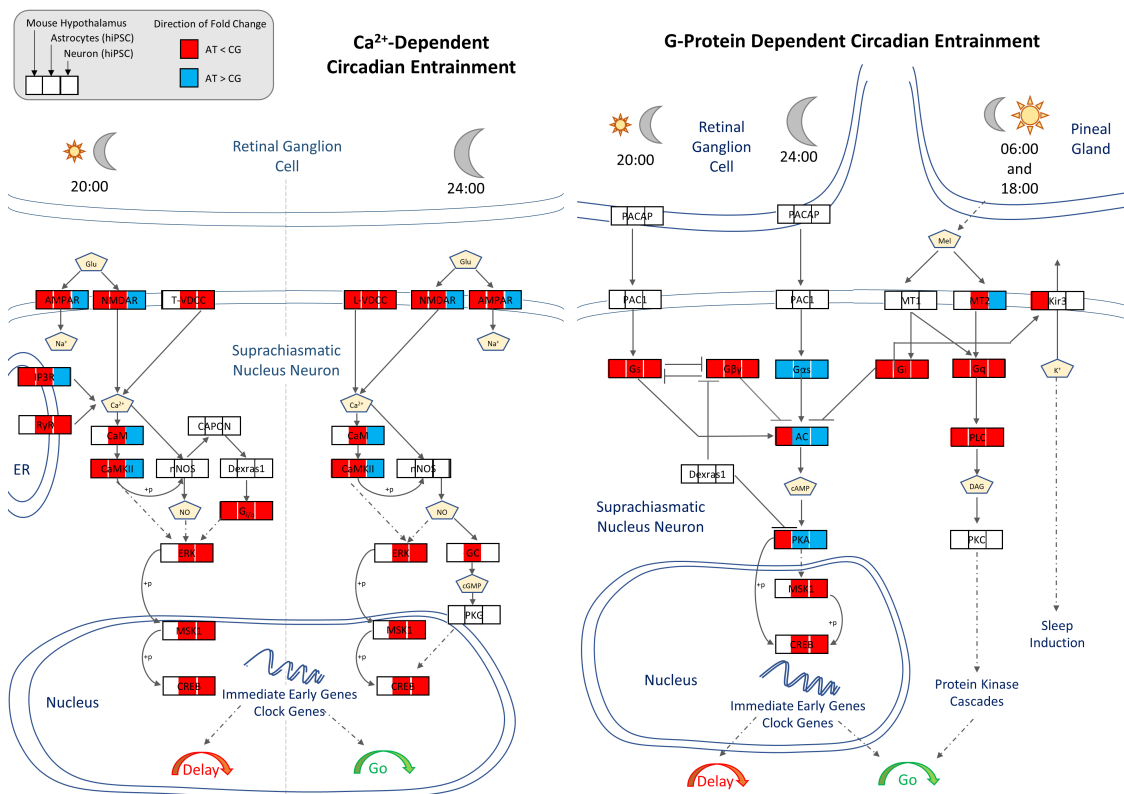 Mouse Hypothalamus
Astrocytes (hiPSC)
Neuron (hiPSC)
Direction of Fold Change
AT < CG
AT > CG
Ca²⁺-Dependent
Circadian Entrainment
20:00
Retinal Ganglion
Cell
24:00
Glu
Glu
AMPAR
NMDAR
T-vDCC
L-VDCC
NMDAR
AMPAR
Na⁺
Na⁺
Suprachiasmatic
Nucleus Neuron
IP3R
Ca²⁺
Ca²⁺
RyR
CAPON
CaM
CaM
ER
CaMKII
nNOS
Dexras1
CaMKII
nNOS
+p
+p
NO
NO
ERK
ERK
GC
+p
+p
cGMP
PKG
MSK1
MSK1
+p
+p
CREB
CREB
Nucleus
Immediate Early Genes
Clock Genes
Delay
Go
G-Protein Dependent Circadian Entrainment
20:00
Retinal
Ganglion
Cell
24:00
06:00
and
18:00
Pineal
Gland
PACAP
PACAP
Mel
PAC1
PAC1
MT1
MT2
Kir3
Gs
Gβγ
Gαs
Gi
Gq
K⁺
AC
PLC
Dexras1
cAMP
DAG
Suprachiasmatic
Nucleus Neuron
PKA
PKC
+p
MSK1
+p
CREB
Sleep
Induction
Nucleus
Immediate Early Genes
Clock Genes
Protein Kinase
Cascades
Delay
Go